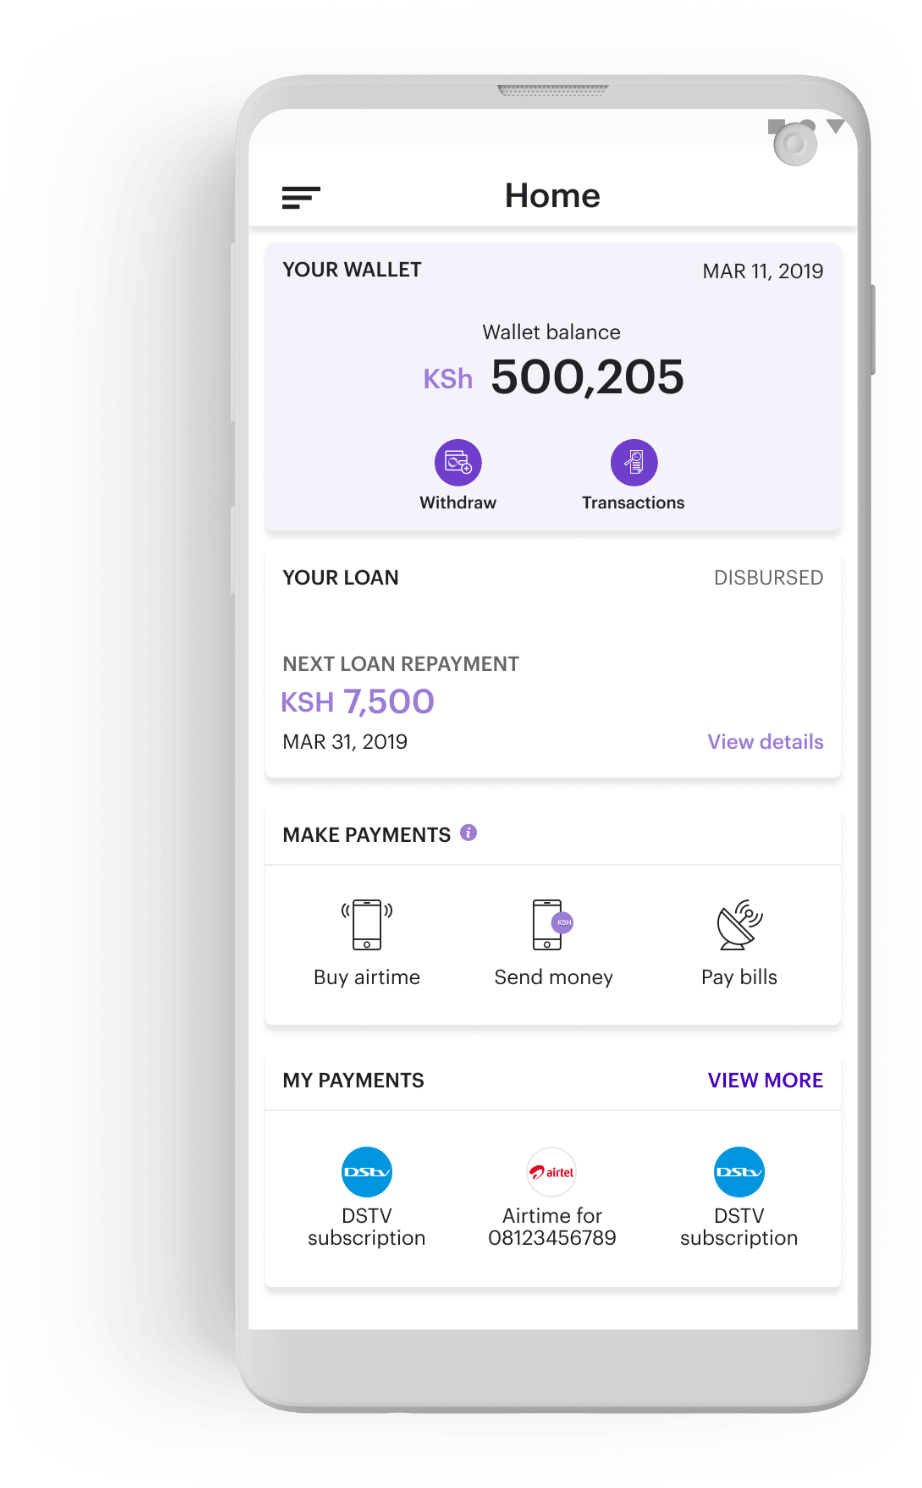 Home
YOUR WALLET
MAR 11, 2019
Wallet balance
KSh 500,205
Withdraw
Transactions
YOUR LOAN
DISBURSED
NEXT LOAN REPAYMENT
KSH 7,500
MAR 31, 2019
View details
MAKE PAYMENTS i
KSH
Buy airtime
Send money
Pay bills
MY PAYMENTS
VIEW MORE
DStv
airtel
DStv
DSTV
subscription
Airtime for
08123456789
DSTV
subscription